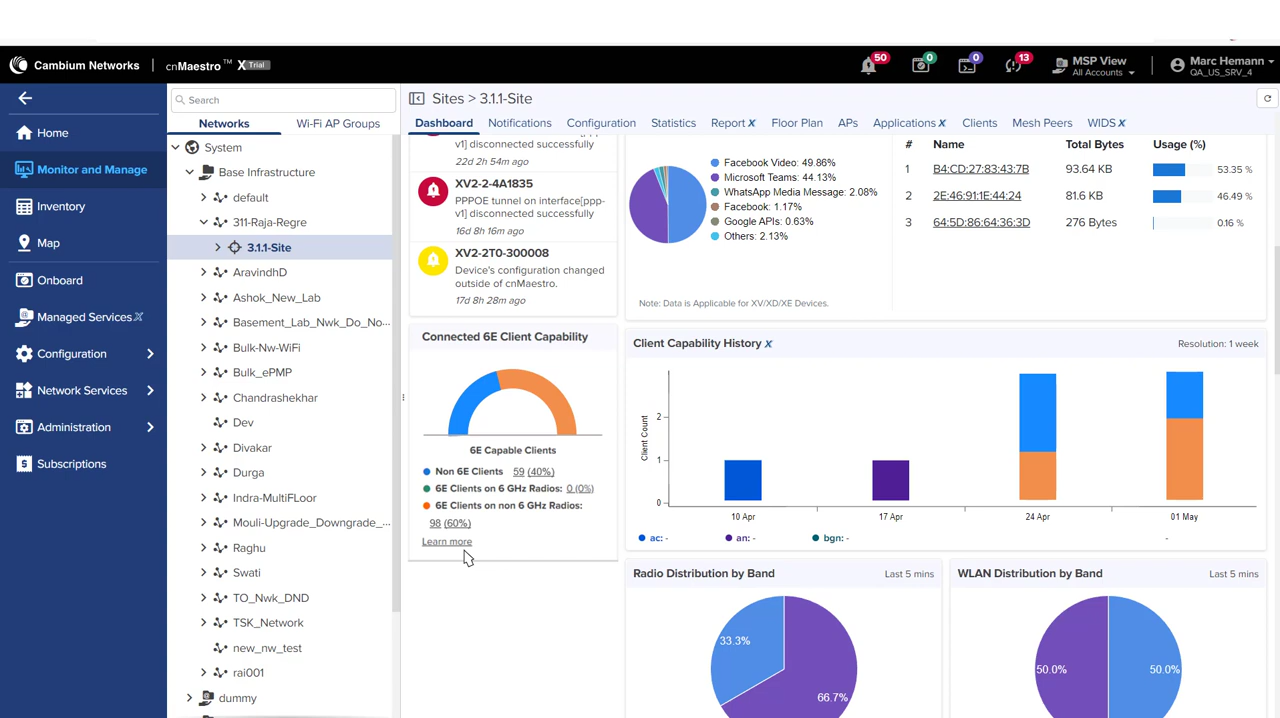 Cambium Networks | cnMaestro™ X Trial
50
0
0
13
MSP View
All Accounts
Marc Hemann
QA_US_SRV_4
Home
Monitor and Manage
Inventory
Map
Onboard
Managed Services X
Configuration
Network Services
Administration
Subscriptions
Search
Networks
Wi-Fi AP Groups
System
Base Infrastructure
default
311-Raja-Regre
3.1.1-Site
AravindhD
Ashok_New_Lab
Basement_Lab_Nwk_Do_No...
Bulk-Nw-WiFi
Bulk_ePMP
Chandrashekhar
Dev
Divakar
Durga
Indra-MultiFLoor
Mouli-Upgrade_Downgrade_...
Raghu
Swati
TO_Nwk_DND
TSK_Network
new_nw_test
rai001
dummy
Sites > 3.1.1-Site
Dashboard
Notifications
Configuration
Statistics
Report X
Floor Plan
APs
Applications X
Clients
Mesh Peers
WIDS X
v1] disconnected successfully
22d 2h 54m ago
XV2-2-4A1835
PPPOE tunnel on interface[ppp-
v1] disconnected successfully
16d 8h 16m ago
XV2-2T0-300008
Device's configuration changed
outside of cnMaestro.
17d 8h 28m ago
Facebook Video: 49.86%
Microsoft Teams: 44.13%
WhatsApp Media Message: 2.08%
Facebook: 1.17%
Google APIs: 0.63%
Others: 2.13%
Note: Data is Applicable for XV/XD/XE Devices.
# Name Total Bytes Usage (%)
1 B4:CD:27:83:43:7B 93.64 KB 53.35 %
2 2E:46:91:1E:44:24 81.6 KB 46.49 %
3 64:5D:86:64:36:3D 276 Bytes 0.16 %
Connected 6E Client Capability
6E Capable Clients
Non 6E Clients 59 (40%)
6E Clients on 6 GHz Radios: 0 (0%)
6E Clients on non 6 GHz Radios:
98 (60%)
Learn more
Client Capability History X
Resolution: 1 week
Client Count
2
1
0
10 Apr
17 Apr
24 Apr
01 May
ac: -
an: -
bgn: -
-
Radio Distribution by Band
Last 5 mins
33.3%
66.7%
WLAN Distribution by Band
Last 5 mins
50.0%
50.0%